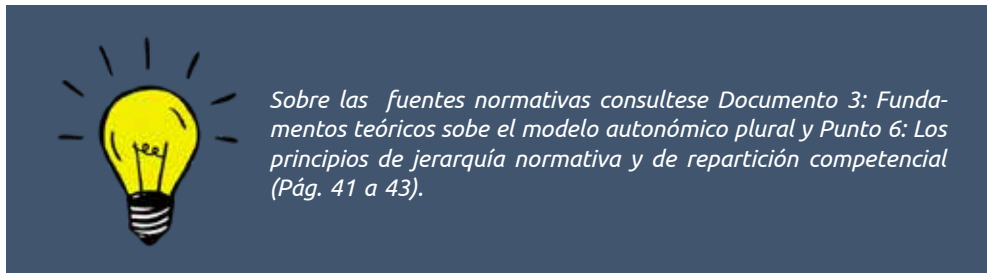 Sobre las fuentes normativas consultese Documento 3: Funda-
mentos teóricos sobe el modelo autonómico plural y Punto 6: Los
principios de jerarquía normativa y de repartición competencial
(Pág. 41 a 43).